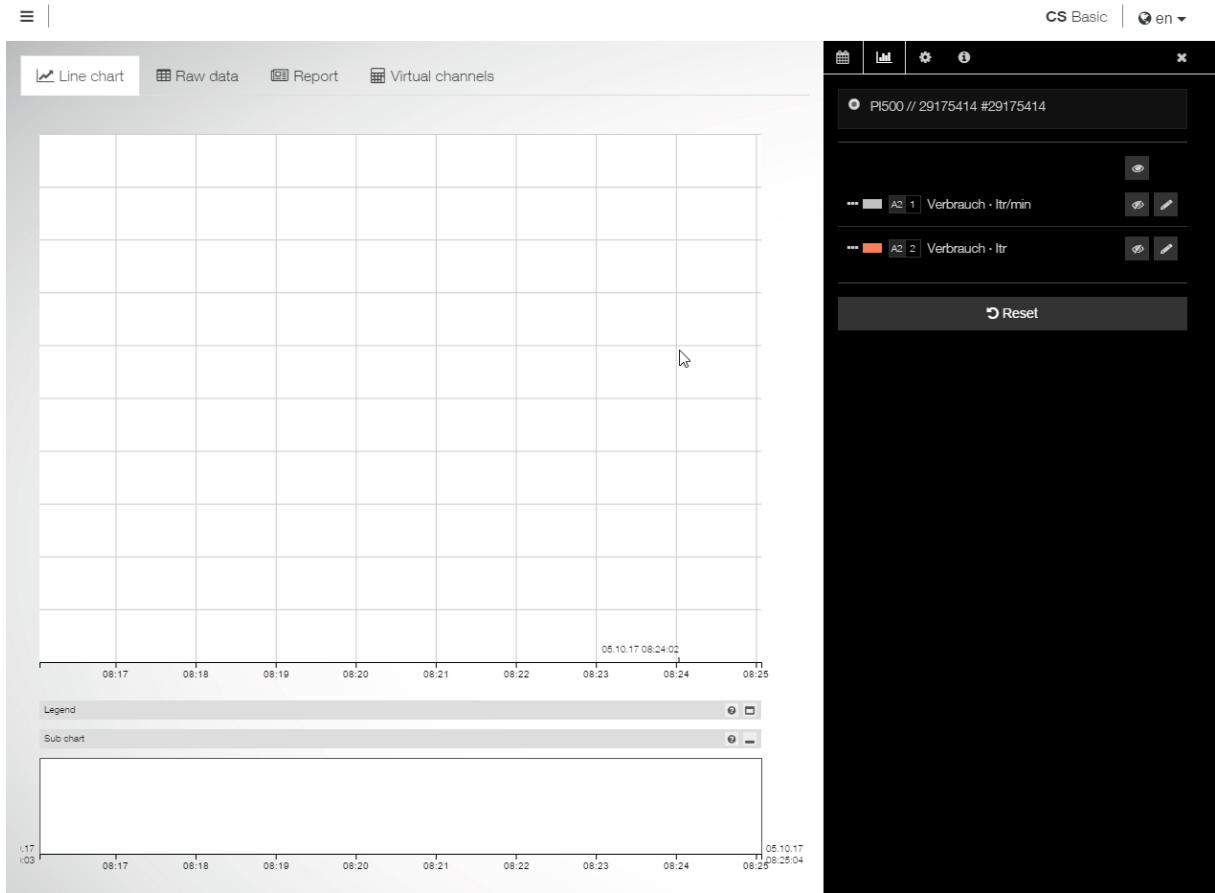 CS Basic en
Line chart Raw data Report Virtual channels
PI500 // 29175414 #29175414
A2 1 Verbrauch · ltr/min
A2 2 Verbrauch · ltr
Reset
05.10.17 08:24:02
08:17 08:18 08:19 08:20 08:21 08:22 08:23 08:24 08:25
Legend
Sub chart
.17
:03
08:17 08:18 08:19 08:20 08:21 08:22 08:23 08:24 08:25
05.10.17
08:25:04